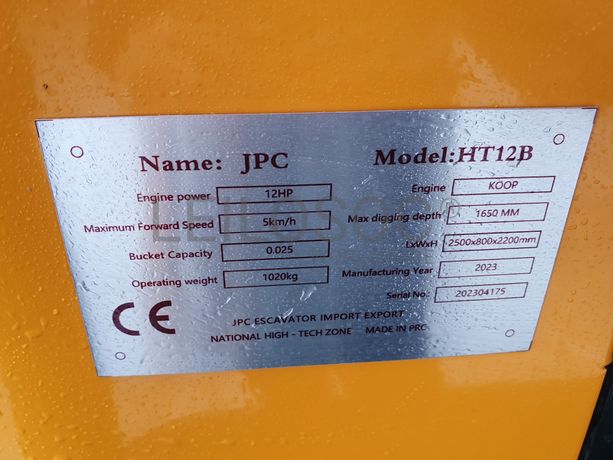 Name: JPC Model:HT12B
Engine power 12HP Engine KOOP
Maximum Forward Speed 5km/h Max digging depth 1650 MM
Bucket Capacity 0.025 LxWxH 2500x800x2200mm
Operating weight 1020kg Manufacturing Year 2023
Serial No.: 202304175
CE
JPC ESCAVATOR IMPORT EXPORT
NATIONAL HIGH - TECH ZONE MADE IN PRC